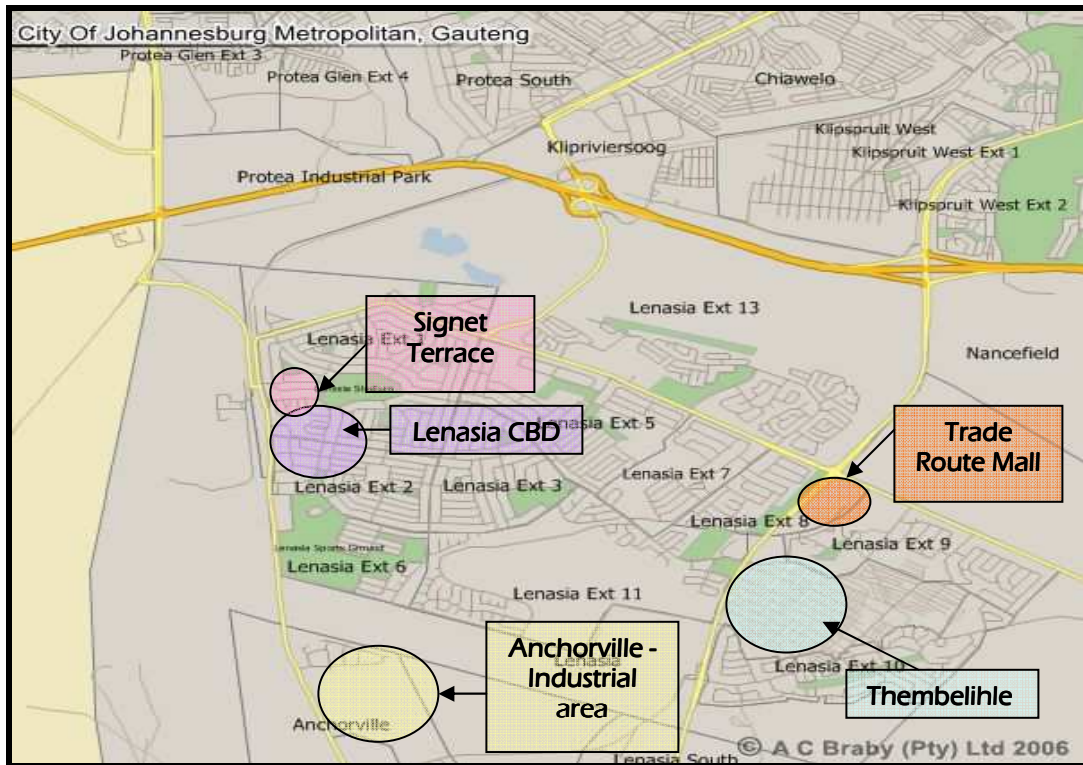 City Of Johannesburg Metropolitan, Gauteng
Protea Glen Ext 3
Protea Glen Ext 4
Protea South
Chiawelo
Klipspruit West
Klipspruit West Ext 1
Klipriviersoog
Protea Industrial Park
Klipspruit West Ext 2
Lenasia Ext 13
Signet
Terrace
Lenasia Ext 1
Nancefield
Lenasia CBD
Lenasia Ext 5
Trade
Route Mall
Lenasia Ext 7
Lenasia Ext 2
Lenasia Ext 3
Lenasia Ext 8
Lenasia Ext 9
Lenasia Sports Ground
Lenasia Ext 6
Lenasia Ext 11
Anchorville -
Industrial
area
Lenasia
Lenasia Ext 10
Thembelihle
Anchorville
Lenasia South
© A C Braby (Pty) Ltd 2006